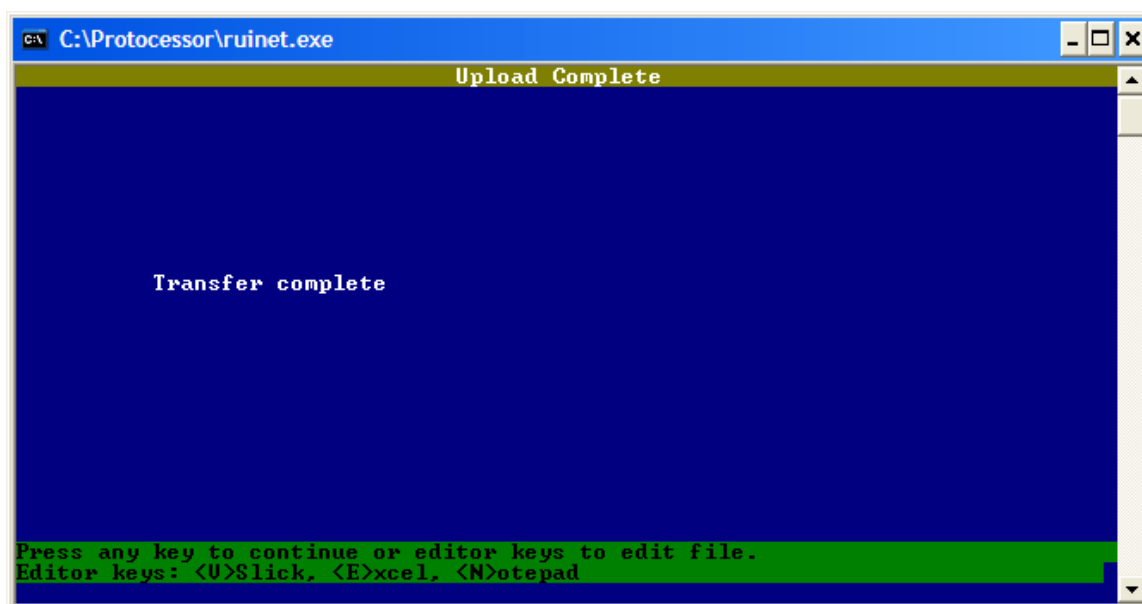 C:\Protocessor\ruinet.exe
Upload Complete
Transfer complete
Press any key to continue or editor keys to edit file.
Editor keys: <V>Slick, <E>xcel, <N>otepad